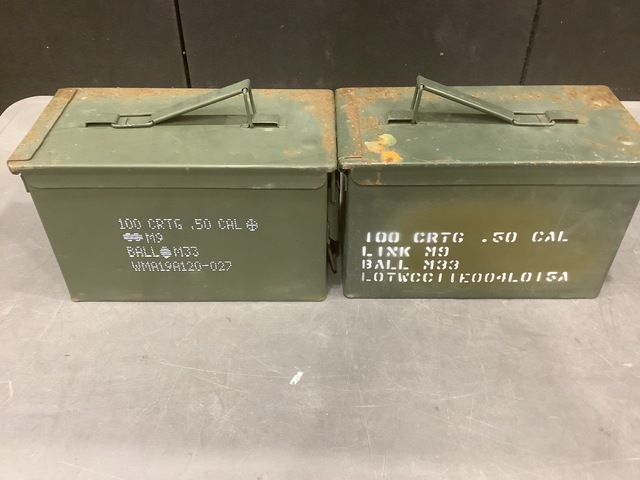 100 CRTG .50 CAL
M9
BALL M33
WMA19A120-027
100 CRTG .50 CAL
LINK M9
BALL M33
LOTWCC11E004L015A